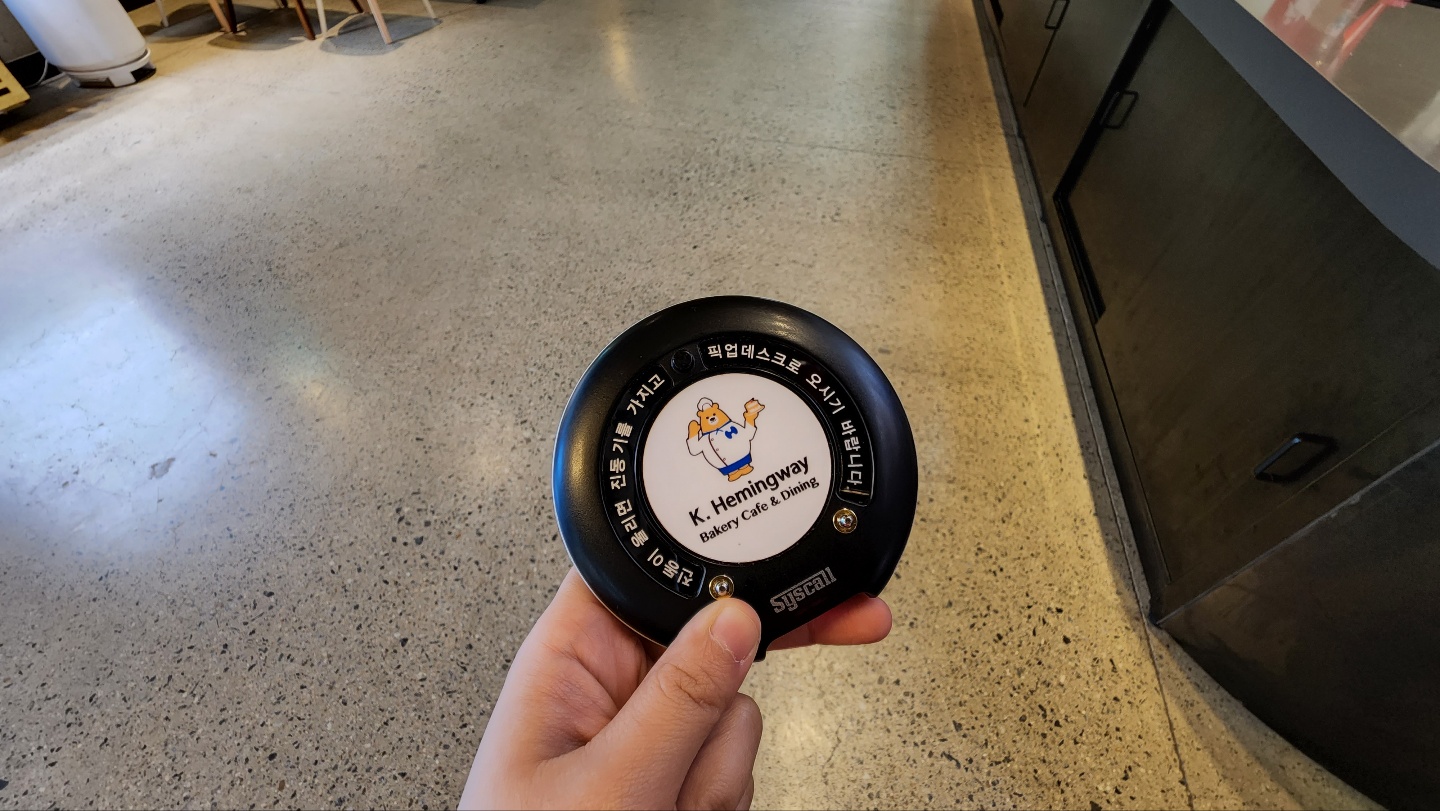 진동이 울리면 진동기를 가지고
픽업데스크로 오시기 바랍니다.
K. Hemingway
Bakery Cafe & Dining
Syscall